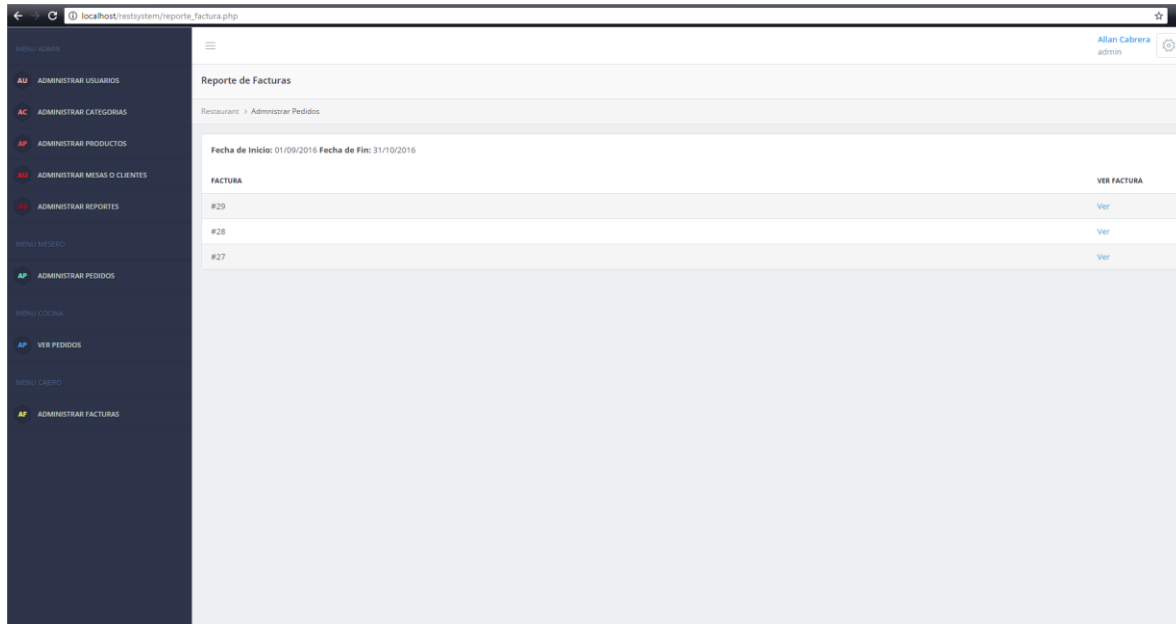 localhost/restsystem/reporte_factura.php
MENU ADMIN
AU ADMINISTRAR USUARIOS
AC ADMINISTRAR CATEGORIAS
AP ADMINISTRAR PRODUCTOS
AU ADMINISTRAR MESAS O CLIENTES
ADMINISTRAR REPORTES
MENU MESERO
AP ADMINISTRAR PEDIDOS
MENU COCINA
AP VER PEDIDOS
MENU CAJERO
AF ADMINISTRAR FACTURAS
Allan Cabrera
admin
Reporte de Facturas
Restaurant > Admnistrar Pedidos
Fecha de Inicio: 01/09/2016 Fecha de Fin: 31/10/2016
FACTURA VER FACTURA
#29 Ver
#28 Ver
#27 Ver